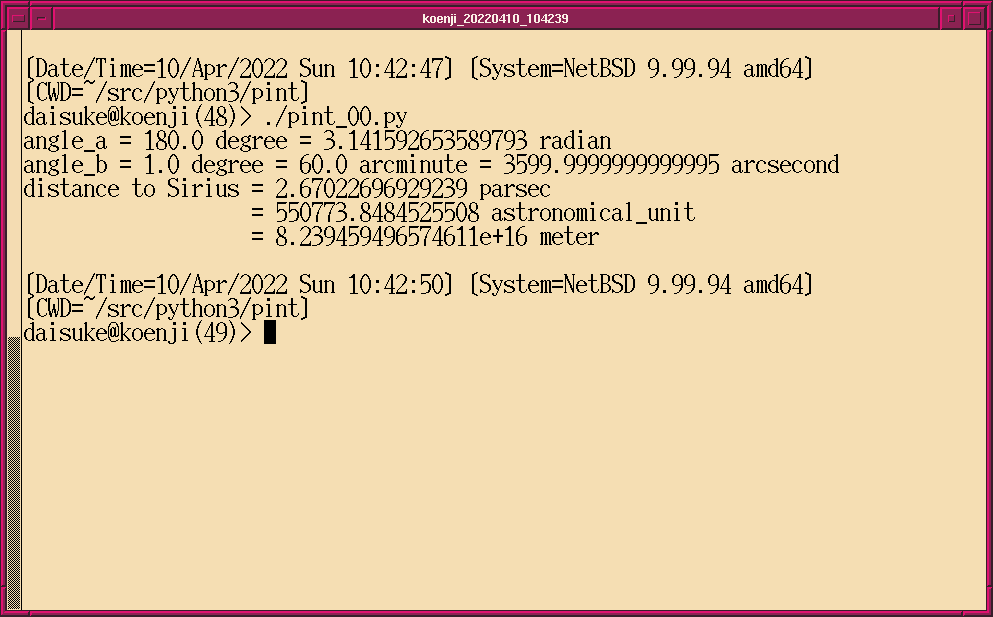 koenji_20220410_104239
[Date/Time=10/Apr/2022 Sun 10:42:47] [System=NetBSD 9.99.94 amd64]
[CWD=~/src/python3/pint]
daisuke@koenji(48)> ./pint_00.py
angle_a = 180.0 degree = 3.141592653589793 radian
angle_b = 1.0 degree = 60.0 arcminute = 3599.9999999999995 arcsecond
distance to Sirius = 2.67022696929239 parsec
                   = 550773.8484525508 astronomical_unit
                   = 8.239459496574611e+16 meter
[Date/Time=10/Apr/2022 Sun 10:42:50] [System=NetBSD 9.99.94 amd64]
[CWD=~/src/python3/pint]
daisuke@koenji(49)>